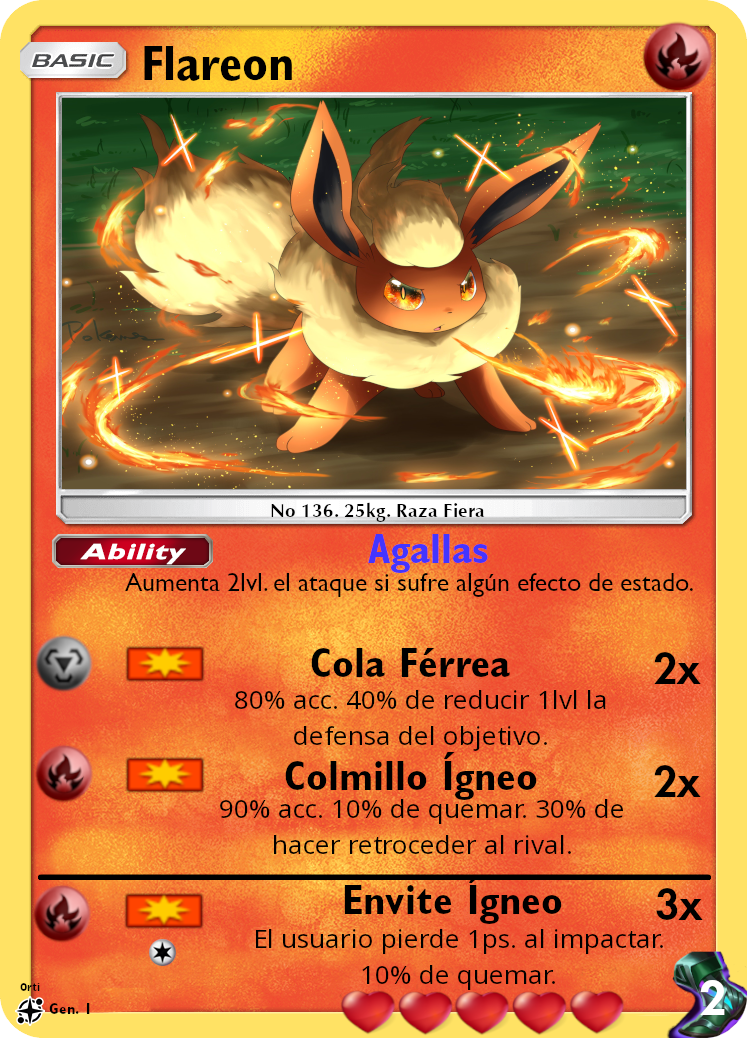 BASIC Flareon
No 136. 25kg. Raza Fiera
Ability Agallas
Aumenta 2lvl. el ataque si sufre algún efecto de estado.
Cola Férrea 2x
80% acc. 40% de reducir 1lvl la
defensa del objetivo.
Colmillo Ígneo 2x
90% acc. 10% de quemar. 30% de
hacer retroceder al rival.
Envite Ígneo 3x
El usuario pierde 1ps. al impactar.
10% de quemar.
Orti
Gen. I
2